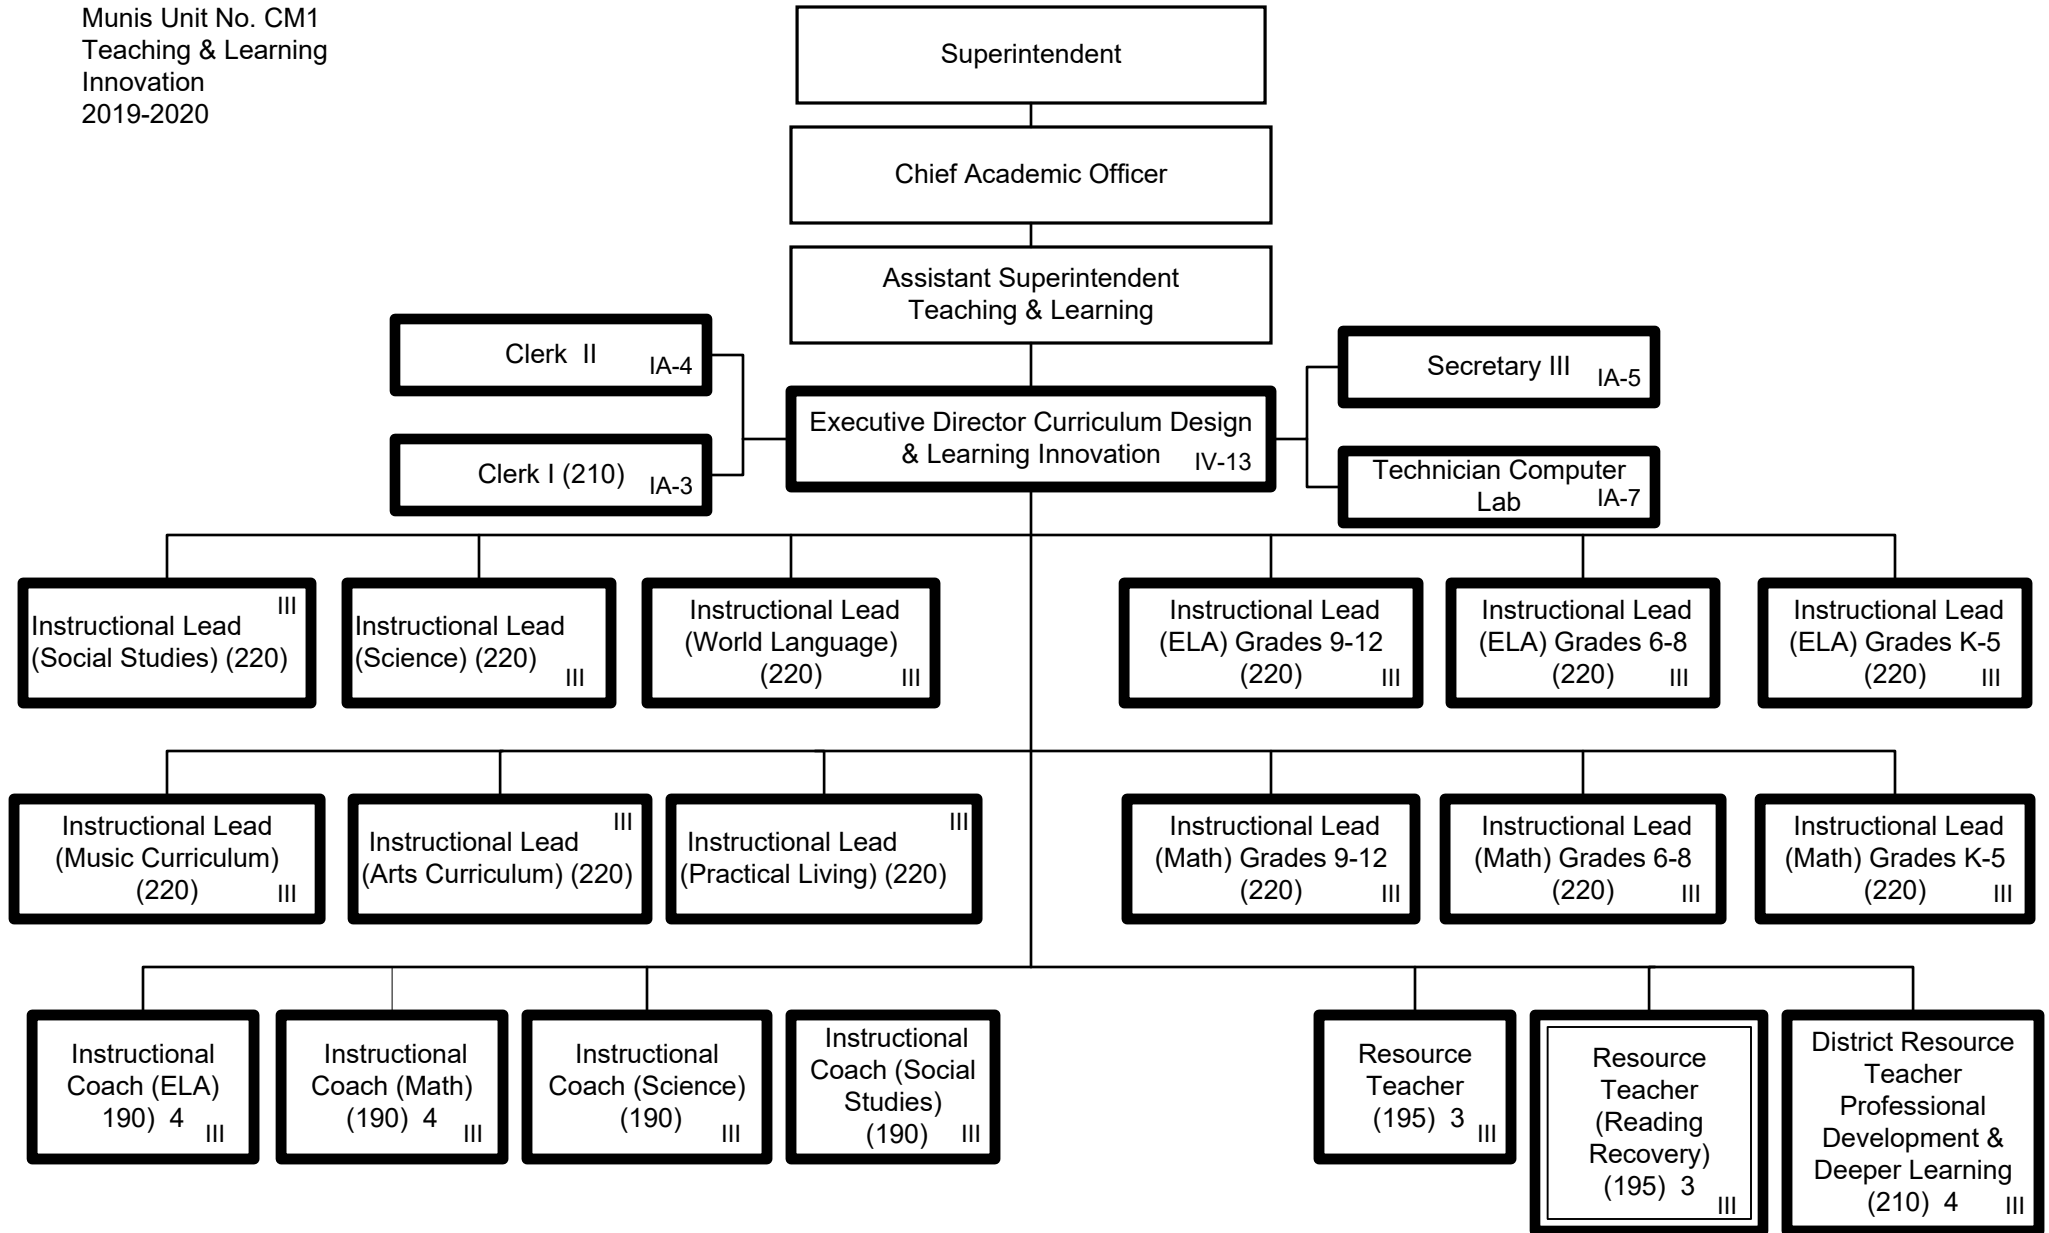 Munis Unit No. CM1
Teaching & Learning
Innovation
2019-2020
Superintendent
Chief Academic Officer
Assistant Superintendent
Teaching & Learning
Clerk  II
IA-4
Clerk I (210)
IA-3
Executive Director Curriculum Design
& Learning Innovation
IV-13
Secretary III
IA-5
Technician Computer
Lab
IA-7
III
Instructional Lead
(Social Studies) (220)
Instructional Lead
(Science) (220)
III
Instructional Lead
(World Language)
(220)
III
Instructional Lead
(ELA) Grades 9-12
(220)
III
Instructional Lead
(ELA) Grades 6-8
(220)
III
Instructional Lead
(ELA) Grades K-5
(220)
III
Instructional Lead
(Music Curriculum)
(220)
III
III
Instructional Lead
(Arts Curriculum) (220)
III
Instructional Lead
(Practical Living) (220)
Instructional Lead
(Math) Grades 9-12
(220)
III
Instructional Lead
(Math) Grades 6-8
(220)
III
Instructional Lead
(Math) Grades K-5
(220)
III
Instructional
Coach (ELA)
190)  4
III
Instructional
Coach (Math)
(190)  4
III
Instructional
Coach (Science)
(190)
III
Instructional
Coach (Social
Studies)
(190)
III
Resource
Teacher
(195)  3
III
Resource
Teacher
(Reading
Recovery)
(195)  3
III
District Resource
Teacher
Professional
Development &
Deeper Learning
(210)  4
III